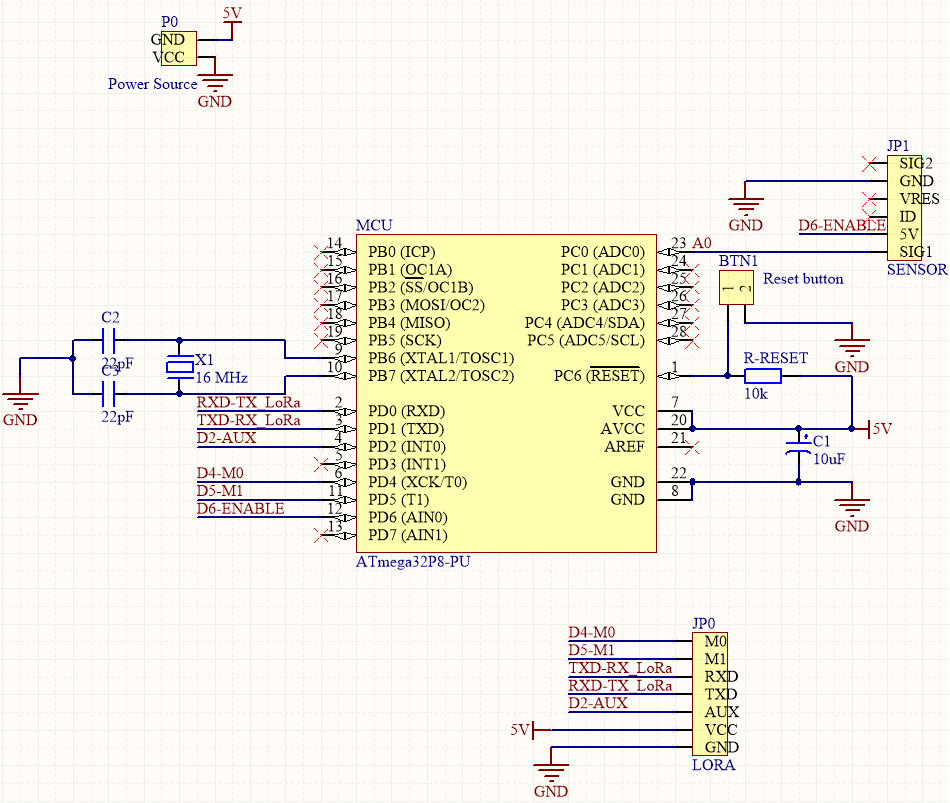 5V
P0
GND
VCC
Power Source
GND
JP1
SIG2
GND
VRES
ID
5V
SIG1
SENSOR
GND
D6-ENABLE
MCU
14 PB0 (ICP)
15 PB1 (OC1A)
16 PB2 (SS/OC1B)
17 PB3 (MOSI/OC2)
18 PB4 (MISO)
19 PB5 (SCK)
9 PB6 (XTAL1/TOSC1)
10 PB7 (XTAL2/TOSC2)
RXD-TX_LoRa 2 PD0 (RXD)
TXD-RX_LoRa 3 PD1 (TXD)
D2-AUX 4 PD2 (INT0)
5 PD3 (INT1)
D4-M0 6 PD4 (XCK/T0)
D5-M1 11 PD5 (T1)
D6-ENABLE 12 PD6 (AIN0)
13 PD7 (AIN1)
PC0 (ADC0) 23 A0
PC1 (ADC1) 24
PC2 (ADC2) 25
PC3 (ADC3) 26
PC4 (ADC4/SDA) 27
PC5 (ADC5/SCL) 28
PC6 (RESET) 1
VCC 7
AVCC 20
AREF 21
GND 22
GND 8
ATmega32P8-PU
BTN1
1 2
Reset button
GND
R-RESET
10k
5V
C1
10uF
GND
C2
22pF
C3
22pF
X1
16 MHz
GND
JP0
D4-M0 M0
D5-M1 M1
TXD-RX_LoRa RXD
RXD-TX_LoRa TXD
D2-AUX AUX
5V VCC
GND
LORA
GND